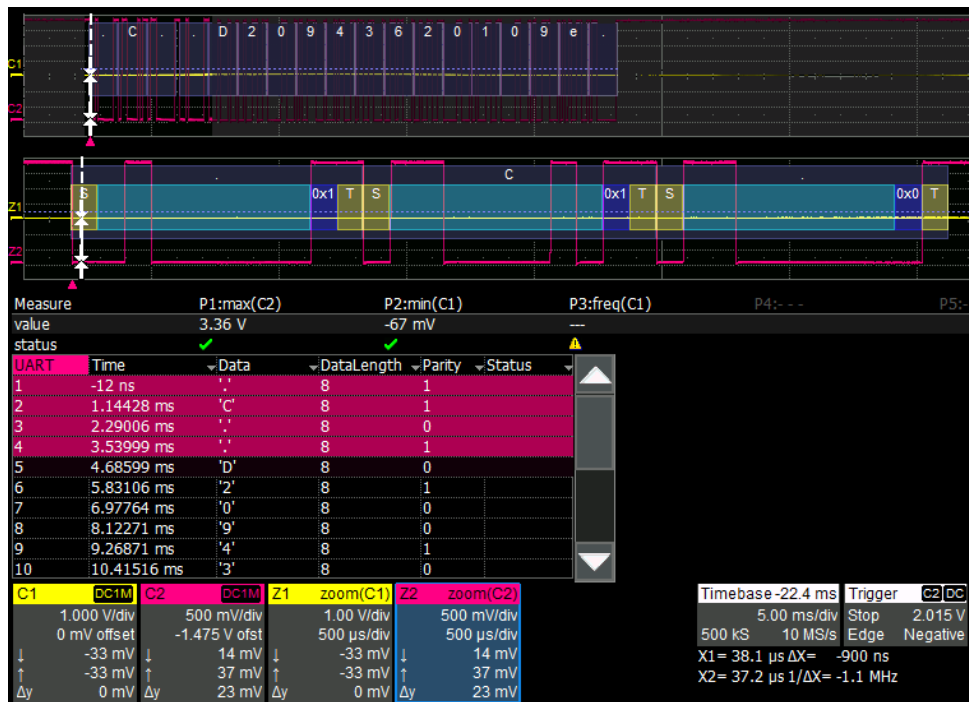 . C . . D 2 0 9 4 3 6 2 0 1 0 9 e .
C1
C2
. C .
S 0x1 T S 0x1 T S 0x0 T
Z1
Z2
Measure P1:max(C2) P2:min(C1) P3:freq(C1) P4:- - - P5:-
value 3.36 V -67 mV ---
status
UART Time Data DataLength Parity Status
1 -12 ns '.' 8 1
2 1.14428 ms 'C' 8 1
3 2.29006 ms '.' 8 0
4 3.53999 ms '.' 8 1
5 4.68599 ms 'D' 8 0
6 5.83106 ms '2' 8 1
7 6.97764 ms '0' 8 0
8 8.12271 ms '9' 8 0
9 9.26871 ms '4' 8 1
10 10.41516 ms '3' 8 0
C1 DC1M C2 DC1M Z1 zoom(C1) Z2 zoom(C2) Timebase -22.4 ms Trigger C2 DC
1.000 V/div 500 mV/div 1.00 V/div 500 mV/div 5.00 ms/div Stop 2.015 V
0 mV offset -1.475 V ofst 500 µs/div 500 µs/div 500 kS 10 MS/s Edge Negative
↓ -33 mV ↓ 14 mV ↓ -33 mV ↓ 14 mV X1= 38.1 µs ΔX= -900 ns
↑ -33 mV ↑ 37 mV ↑ -33 mV ↑ 37 mV X2= 37.2 µs 1/ΔX= -1.1 MHz
Δy 0 mV Δy 23 mV Δy 0 mV Δy 23 mV